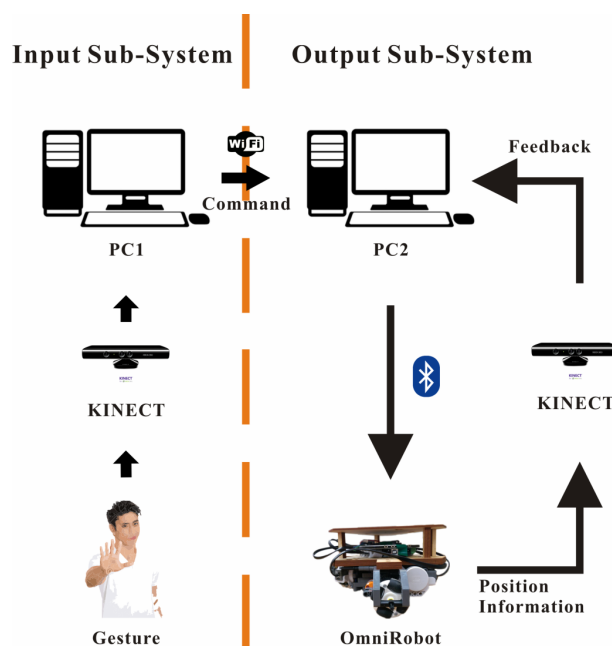 Input Sub-System
Output Sub-System
WiFi
Command
Feedback
PC1
PC2
KINECT
KINECT
KINECT
KINECT
Gesture
OmniRobot
Position
Information